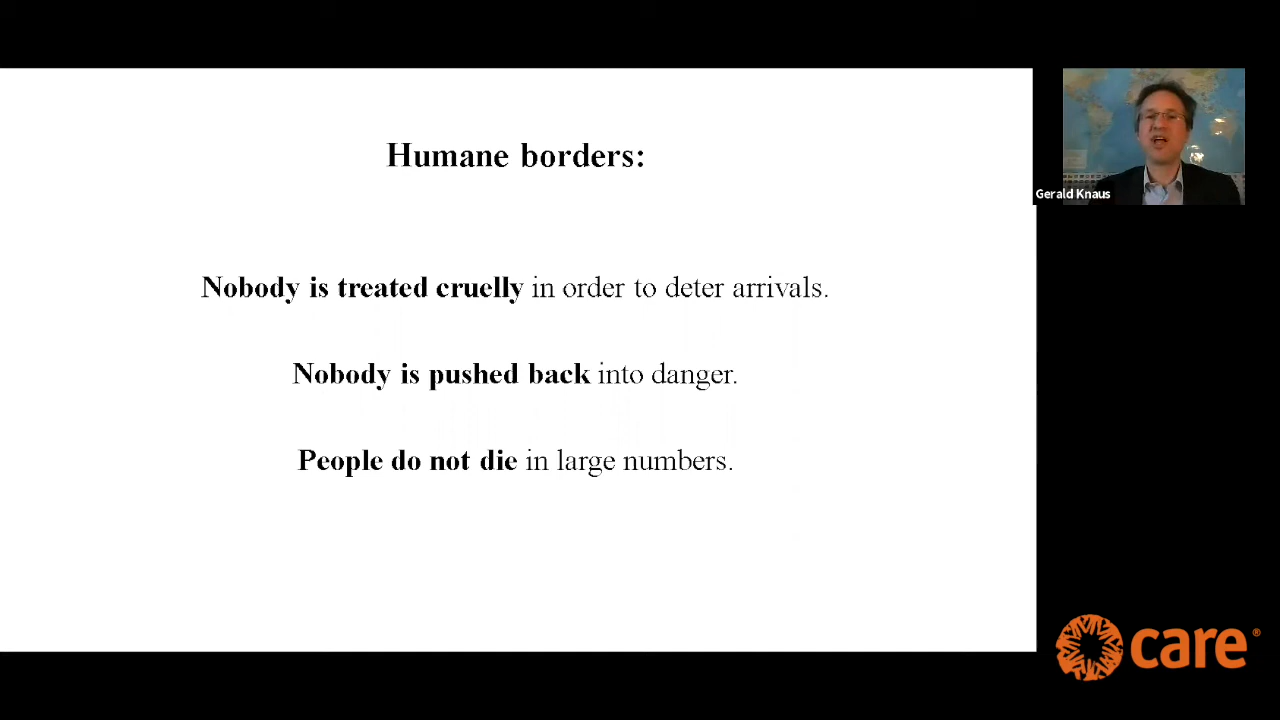 Humane borders:
Nobody is treated cruelly in order to deter arrivals.
Nobody is pushed back into danger.
People do not die in large numbers.
Gerald Knaus
care®